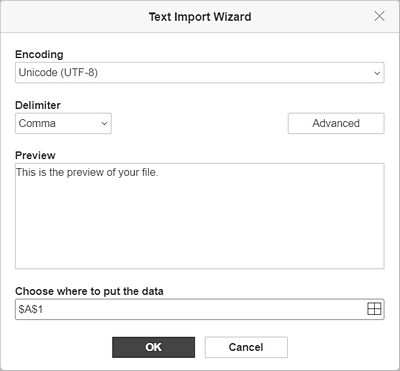 Text Import Wizard
Encoding
Unicode (UTF-8)
Delimiter
Comma
Advanced
Preview
This is the preview of your file.
Choose where to put the data
$A$1
OK
Cancel